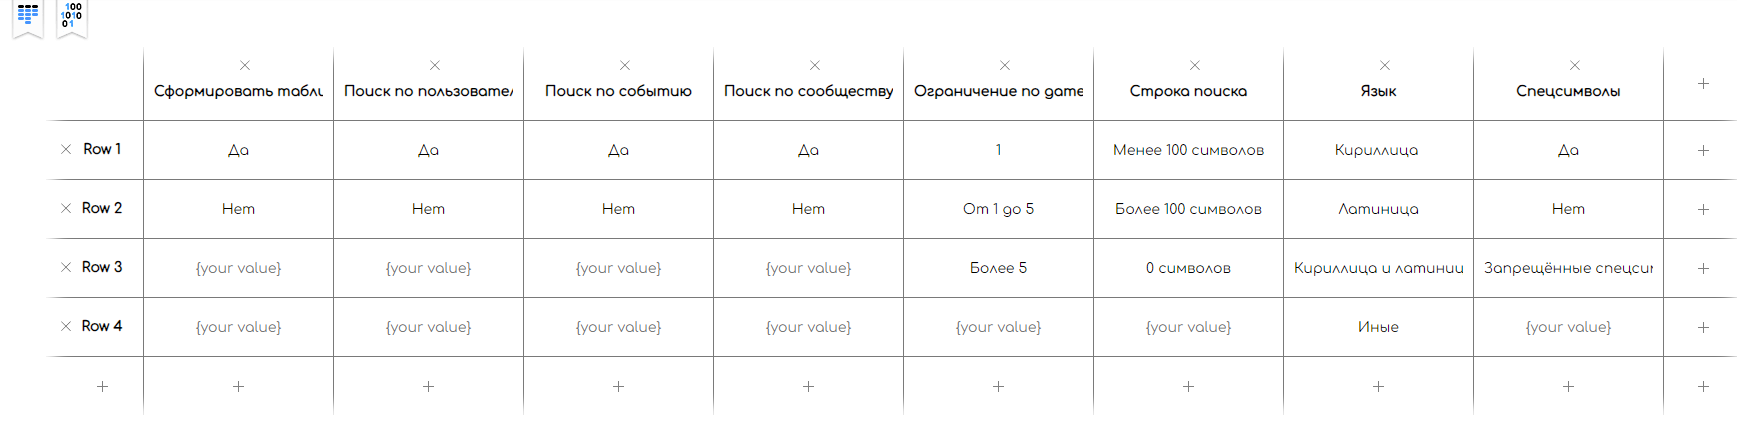 100
1010
01
Сформировать табли
Поиск по пользовател
Поиск по событию
Поиск по сообществу
Ограничение по дате
Строка поиска
Язык
Спецсимволы
Row 1
Да
Да
Да
Да
1
Менее 100 символов
Кириллица
Да
Row 2
Нет
Нет
Нет
Нет
От 1 до 5
Более 100 символов
Латиница
Нет
Row 3
{your value}
{your value}
{your value}
{your value}
Более 5
0 символов
Кириллица и латини
Запрещённые спецси
Row 4
{your value}
{your value}
{your value}
{your value}
{your value}
{your value}
Иные
{your value}